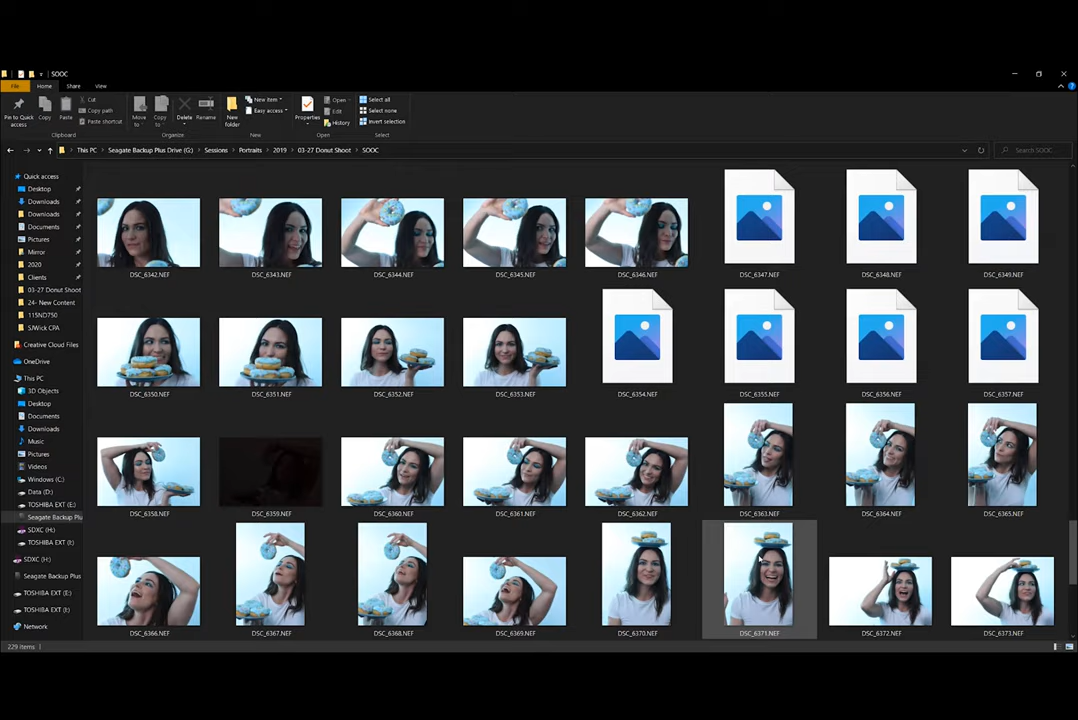 SOOC
File Home Share View
Pin to Quick access
Copy
Paste
Cut
Copy path
Paste shortcut
Move to
Copy to
Delete
Rename
New folder
New item
Easy access
Properties
Open
Edit
History
Select all
Select none
Invert selection
Clipboard Organize New Open Select
This PC Seagate Backup Plus Drive (G:) Sessions Portraits 2019 03-27 Donut Shoot SOOC
Search SOOC...
Quick access
Desktop
Downloads
Downloads
Documents
Pictures
Mirror
2020
Clients
03-27 Donut Shoot
24- New Content
115ND750
SJWick CPA
Creative Cloud Files
OneDrive
This PC
3D Objects
Desktop
Documents
Downloads
Music
Pictures
Videos
Windows (C:)
Data (D:)
TOSHIBA EXT (E:)
Seagate Backup Plu
SDXC (H:)
TOSHIBA EXT (I:)
SDXC (H:)
Seagate Backup Plus
TOSHIBA EXT (E:)
TOSHIBA EXT (I:)
Network
DSC_6342.NEF DSC_6343.NEF DSC_6344.NEF DSC_6345.NEF DSC_6346.NEF DSC_6347.NEF DSC_6348.NEF DSC_6349.NEF
DSC_6350.NEF DSC_6351.NEF DSC_6352.NEF DSC_6353.NEF DSC_6354.NEF DSC_6355.NEF DSC_6356.NEF DSC_6357.NEF
DSC_6358.NEF DSC_6359.NEF DSC_6360.NEF DSC_6361.NEF DSC_6362.NEF DSC_6363.NEF DSC_6364.NEF DSC_6365.NEF
DSC_6366.NEF DSC_6367.NEF DSC_6368.NEF DSC_6369.NEF DSC_6370.NEF DSC_6371.NEF DSC_6372.NEF DSC_6373.NEF
229 items